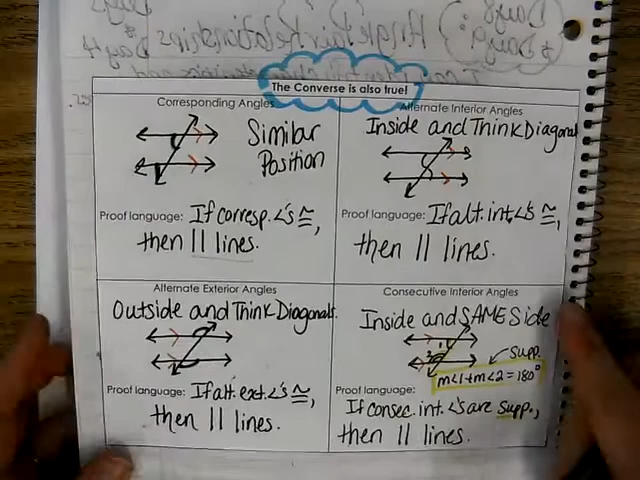 The Converse is also true!
Corresponding Angles
Similar
Position
Proof language: If corresp. ∠'s ≅,
then || lines.
Alternate Interior Angles
Inside and Think Diagonal
Proof language: If alt. int. ∠'s ≅,
then || lines.
Alternate Exterior Angles
Outside and Think Diagonals.
Proof language: If alt. ext. ∠'s ≅,
then || lines.
Consecutive Interior Angles
Inside and SAME Side
1
2
supp.
m∠1+m∠2=180°
Proof language:
If consec. int. ∠'s are supp.,
then || lines.